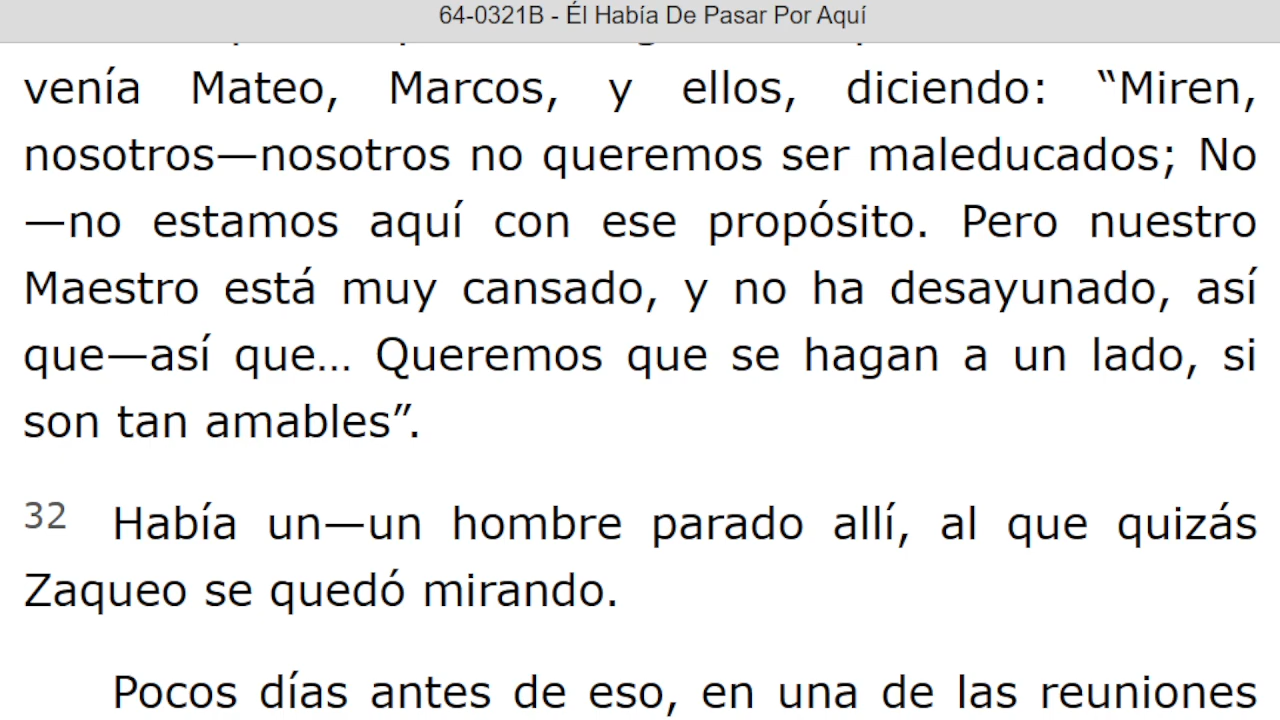 64-0321B - Él Había De Pasar Por Aquí
venía Mateo, Marcos, y ellos, diciendo: “Miren,
nosotros—nosotros no queremos ser maleducados; No
—no estamos aquí con ese propósito. Pero nuestro
Maestro está muy cansado, y no ha desayunado, así
que—así que… Queremos que se hagan a un lado, si
son tan amables”.
32 Había un—un hombre parado allí, al que quizás
Zaqueo se quedó mirando.
Pocos días antes de eso, en una de las reuniones